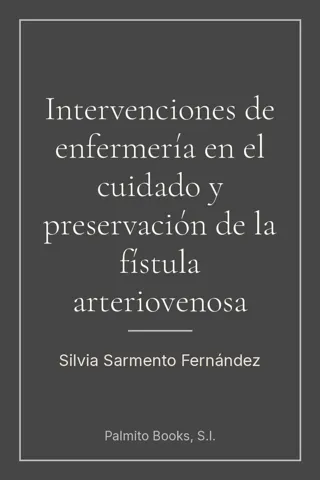 Intervenciones de
enfermería en el
cuidado y
preservación de la
fístula
arteriovenosa
Silvia Sarmento Fernández
Palmito Books, S.l.